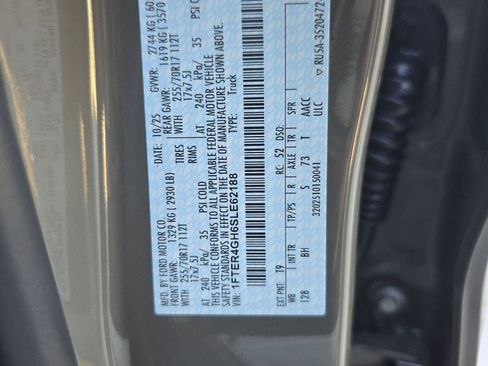 MFD. BY FORD MOTOR CO.
10/25 GVWR: 2744 KG ( 60
FRONT GAWR: 1329 KG ( 2930 LB) REAR GAWR: 1619 KG ( 3570
WITH 255/70R17 112T TIRES WITH 255/70R17 112T
17x7.5J RIMS 17x7.5J
AT 240 kPa/ 35 PSI COLD AT 240 kPa/ 35 PSI CO
THIS VEHICLE CONFORMS TO ALL APPLICABLE FEDERAL MOTOR VEHICLE
SAFETY STANDARDS IN EFFECT ON THE DATE OF MANUFACTURE SHOWN ABOVE.
VIN: 1FTER4GH6SLE62188 TYPE: Truck
EXT PNT: T9 RC: 52 DSO:
WB INT TR TP/PS R AXLE TR SPR
128 BH S 73 T AACC
ULC
3202510150041
RU5A-3520472-